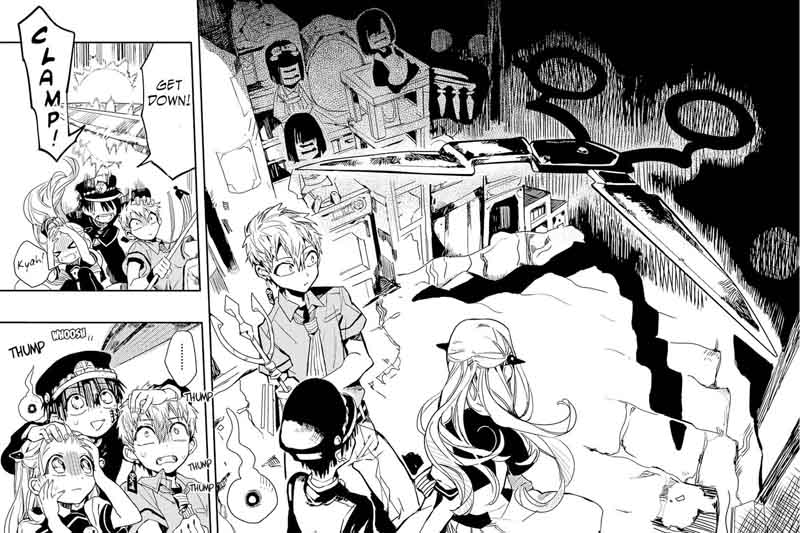 GET
DOWN!
CLAMP!
Kyah!
........
WHOOSH
THUMP
THUMP
THUMP
THUMP